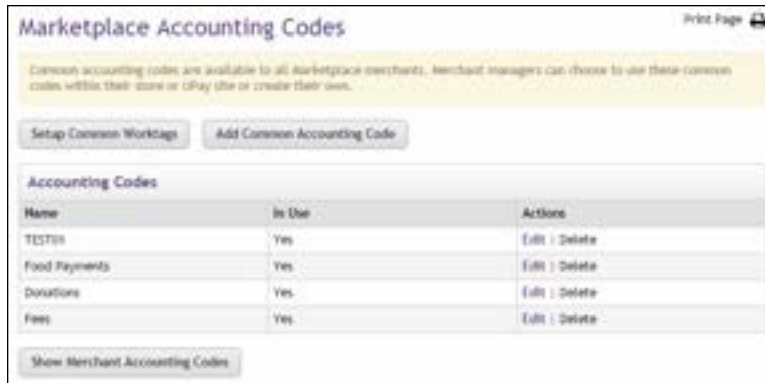 Marketplace Accounting Codes
Print Page
Common accounting codes are available to all Marketplace merchants. Merchant managers can choose to use these common
codes within their store or uPay site or create their own.
Setup Common Worktags
Add Common Accounting Code
Accounting Codes
Name In Use Actions
TEST01 Yes Edit | Delete
Food Payments Yes Edit | Delete
Donations Yes Edit | Delete
Fees Yes Edit | Delete
Show Merchant Accounting Codes